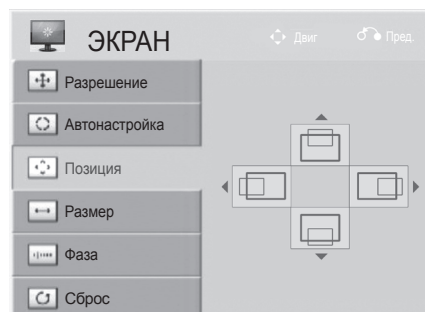 ЭКРАН
Двиг
Пред.
Разрешение
Автонастройка
Позиция
Размер
Фаза
Сброс